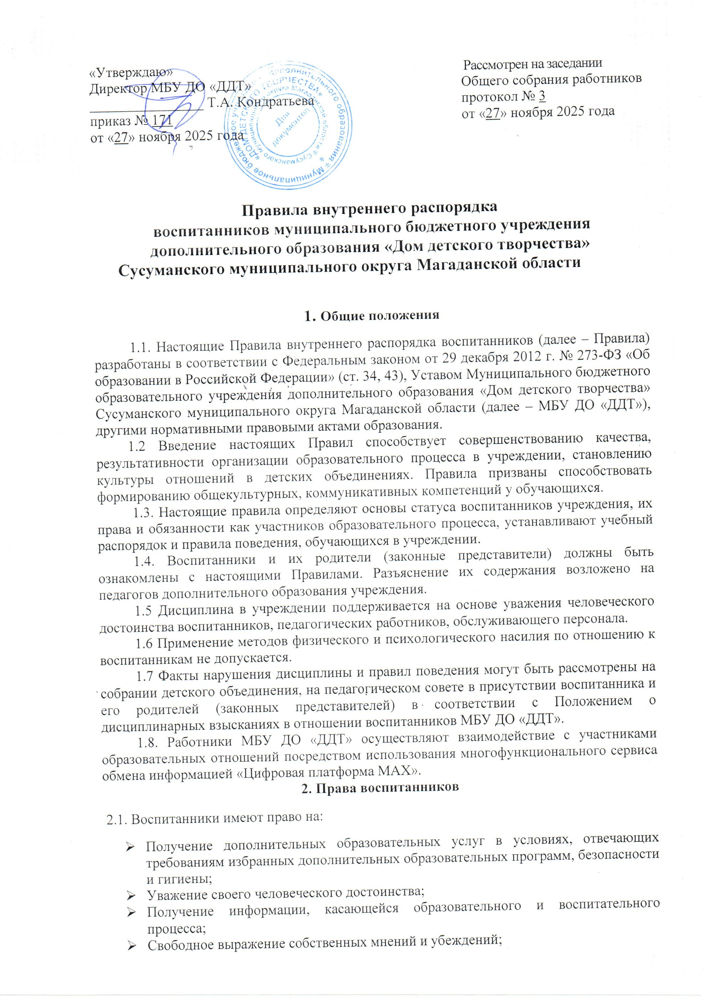 «Утверждаю»
Директор МБУ ДО «ДДТ»
________________ Т.А. Кондратьева
приказ № 171
от «27» ноября 2025 года
Рассмотрен на заседании
Общего собрания работников
протокол № 3
от «27» ноября 2025 года
* Муниципальное бюджетное учреждение дополнительного образования
«ДОМ ДЕТСКОГО ТВОРЧЕСТВА» *
* Сусуманского муниципального округа Магаданской области
Для
документов
Правила внутреннего распорядка
воспитанников муниципального бюджетного учреждения
дополнительного образования «Дом детского творчества»
Сусуманского муниципального округа Магаданской области
1. Общие положения
1.1. Настоящие Правила внутреннего распорядка воспитанников (далее – Правила)
разработаны в соответствии с Федеральным законом от 29 декабря 2012 г. № 273-ФЗ «Об
образовании в Российской Федерации» (ст. 34, 43), Уставом Муниципального бюджетного
образовательного учреждения дополнительного образования «Дом детского творчества»
Сусуманского муниципального округа Магаданской области (далее – МБУ ДО «ДДТ»),
другими нормативными правовыми актами образования.
1.2 Введение настоящих Правил способствует совершенствованию качества,
результативности организации образовательного процесса в учреждении, становлению
культуры отношений в детских объединениях. Правила призваны способствовать
формированию общекультурных, коммуникативных компетенций у обучающихся.
1.3. Настоящие правила определяют основы статуса воспитанников учреждения, их
права и обязанности как участников образовательного процесса, устанавливают учебный
распорядок и правила поведения, обучающихся в учреждении.
1.4. Воспитанники и их родители (законные представители) должны быть
ознакомлены с настоящими Правилами. Разъяснение их содержания возложено на
педагогов дополнительного образования учреждения.
1.5 Дисциплина в учреждении поддерживается на основе уважения человеческого
достоинства воспитанников, педагогических работников, обслуживающего персонала.
1.6 Применение методов физического и психологического насилия по отношению к
воспитанникам не допускается.
1.7 Факты нарушения дисциплины и правил поведения могут быть рассмотрены на
собрании детского объединения, на педагогическом совете в присутствии воспитанника и
его родителей (законных представителей) в соответствии с Положением о
дисциплинарных взысканиях в отношении воспитанников МБУ ДО «ДДТ».
1.8. Работники МБУ ДО «ДДТ» осуществляют взаимодействие с участниками
образовательных отношений посредством использования многофункционального сервиса
обмена информацией «Цифровая платформа МАХ».
2. Права воспитанников
2.1. Воспитанники имеют право на:
➢ Получение дополнительных образовательных услуг в условиях, отвечающих
требованиям избранных дополнительных образовательных программ, безопасности
и гигиены;
➢ Уважение своего человеческого достоинства;
➢ Получение информации, касающейся образовательного и воспитательного
процесса;
➢ Свободное выражение собственных мнений и убеждений;